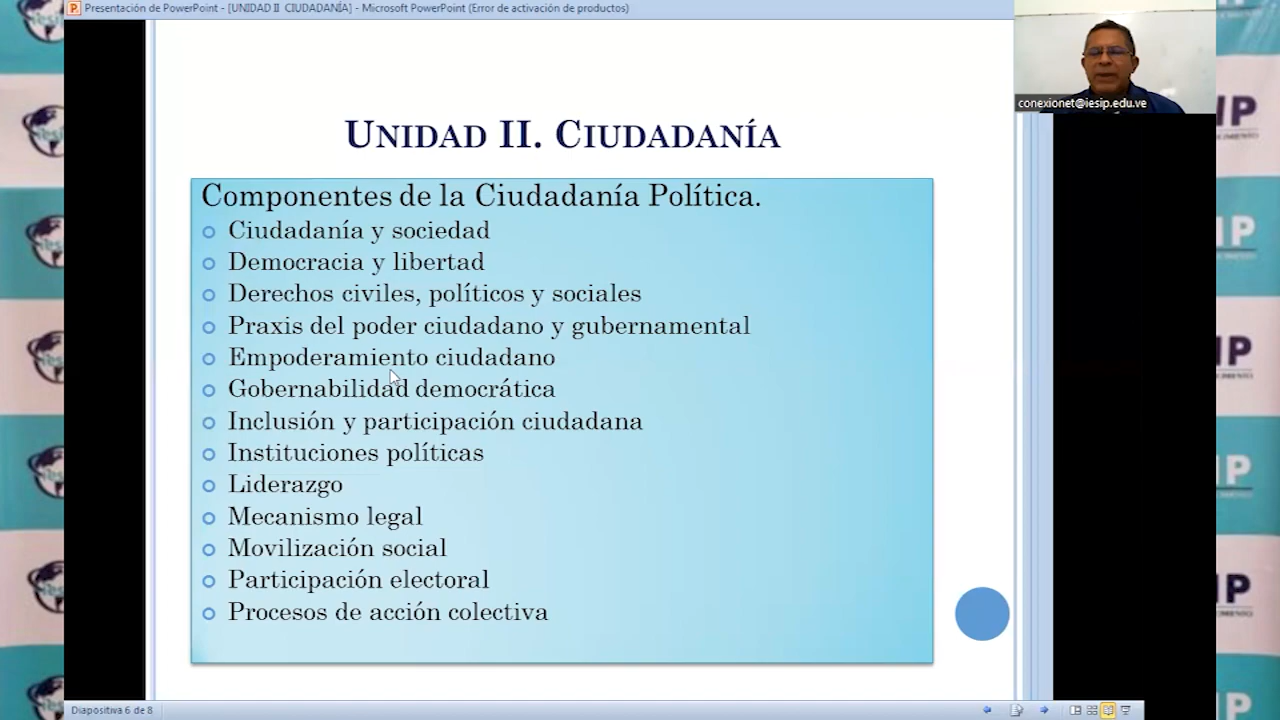 Presentación de PowerPoint - [UNIDAD II CIUDADANÍA] - Microsoft PowerPoint (Error de activación de productos)
conexionet@iesip.edu.ve
UNIDAD II. CIUDADANÍA
Componentes de la Ciudadanía Política.
Ciudadanía y sociedad
Democracia y libertad
Derechos civiles, políticos y sociales
Praxis del poder ciudadano y gubernamental
Empoderamiento ciudadano
Gobernabilidad democrática
Inclusión y participación ciudadana
Instituciones políticas
Liderazgo
Mecanismo legal
Movilización social
Participación electoral
Procesos de acción colectiva
Diapositiva 6 de 8